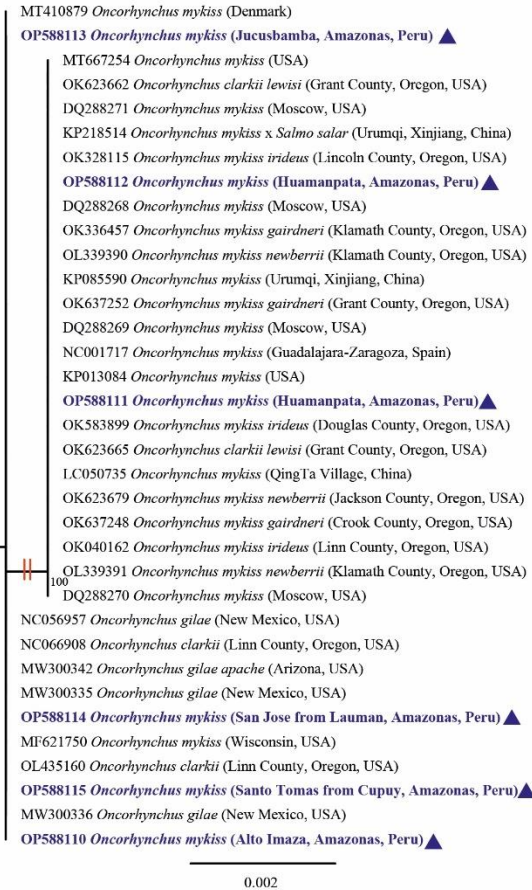 MT410879 Oncorhynchus mykiss (Denmark)
OP588113 Oncorhynchus mykiss (Jucusbamba, Amazonas, Peru)
MT667254 Oncorhynchus mykiss (USA)
OK623662 Oncorhynchus clarkii lewisi (Grant County, Oregon, USA)
DQ288271 Oncorhynchus mykiss (Moscow, USA)
KP218514 Oncorhynchus mykiss x Salmo salar (Urumqi, Xinjiang, China)
OK328115 Oncorhynchus mykiss irideus (Lincoln County, Oregon, USA)
OP588112 Oncorhynchus mykiss (Huamanpata, Amazonas, Peru)
DQ288268 Oncorhynchus mykiss (Moscow, USA)
OK336457 Oncorhynchus mykiss gairdneri (Klamath County, Oregon, USA)
OL339390 Oncorhynchus mykiss newberrii (Klamath County, Oregon, USA)
KP085590 Oncorhynchus mykiss (Urumqi, Xinjiang, China)
OK637252 Oncorhynchus mykiss gairdneri (Grant County, Oregon, USA)
DQ288269 Oncorhynchus mykiss (Moscow, USA)
NC001717 Oncorhynchus mykiss (Guadalajara-Zaragoza, Spain)
KP013084 Oncorhynchus mykiss (USA)
OP588111 Oncorhynchus mykiss (Huamanpata, Amazonas, Peru)
OK583899 Oncorhynchus mykiss irideus (Douglas County, Oregon, USA)
OK623665 Oncorhynchus clarkii lewisi (Grant County, Oregon, USA)
LC050735 Oncorhynchus mykiss (QingTa Village, China)
OK623679 Oncorhynchus mykiss newberrii (Jackson County, Oregon, USA)
OK637248 Oncorhynchus mykiss gairdneri (Crook County, Oregon, USA)
OK040162 Oncorhynchus mykiss irideus (Linn County, Oregon, USA)
OL339391 Oncorhynchus mykiss newberrii (Klamath County, Oregon, USA)
100
DQ288270 Oncorhynchus mykiss (Moscow, USA)
NC056957 Oncorhynchus gilae (New Mexico, USA)
NC066908 Oncorhynchus clarkii (Linn County, Oregon, USA)
MW300342 Oncorhynchus gilae apache (Arizona, USA)
MW300335 Oncorhynchus gilae (New Mexico, USA)
OP588114 Oncorhynchus mykiss (San Jose from Lauman, Amazonas, Peru)
MF621750 Oncorhynchus mykiss (Wisconsin, USA)
OL435160 Oncorhynchus clarkii (Linn County, Oregon, USA)
OP588115 Oncorhynchus mykiss (Santo Tomas from Cupuy, Amazonas, Peru)
MW300336 Oncorhynchus gilae (New Mexico, USA)
OP588110 Oncorhynchus mykiss (Alto Imaza, Amazonas, Peru)
0.002